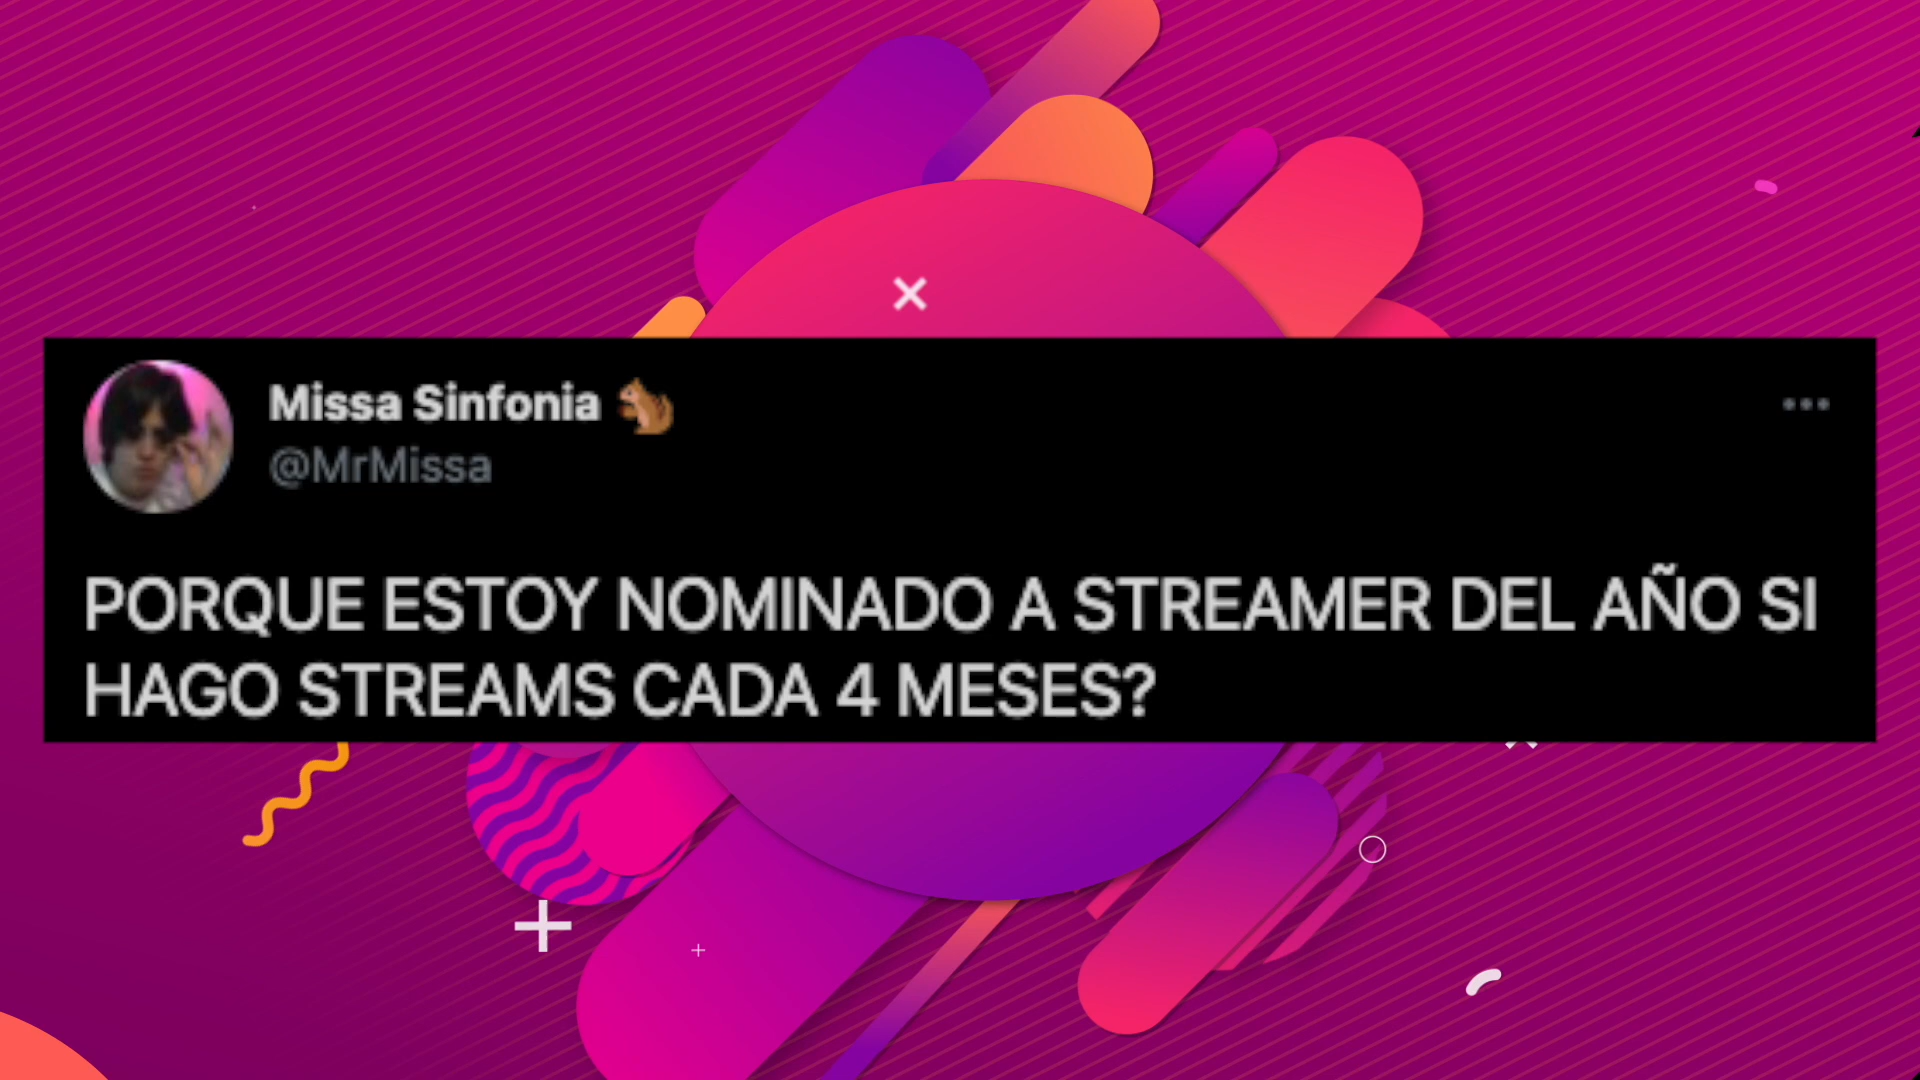 Missa Sinfonia 🐿️
@MrMissa
PORQUE ESTOY NOMINADO A STREAMER DEL AÑO SI
HAGO STREAMS CADA 4 MESES?